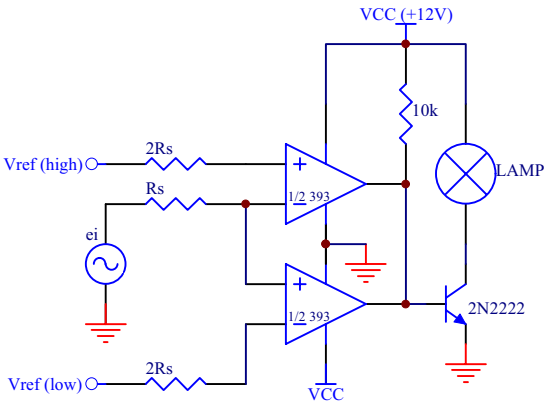 VCC (+12V)
10k
2Rs
Vref (high)
+
1/2 393
−
LAMP
Rs
ei
+
1/2 393
−
2N2222
2Rs
Vref (low)
VCC